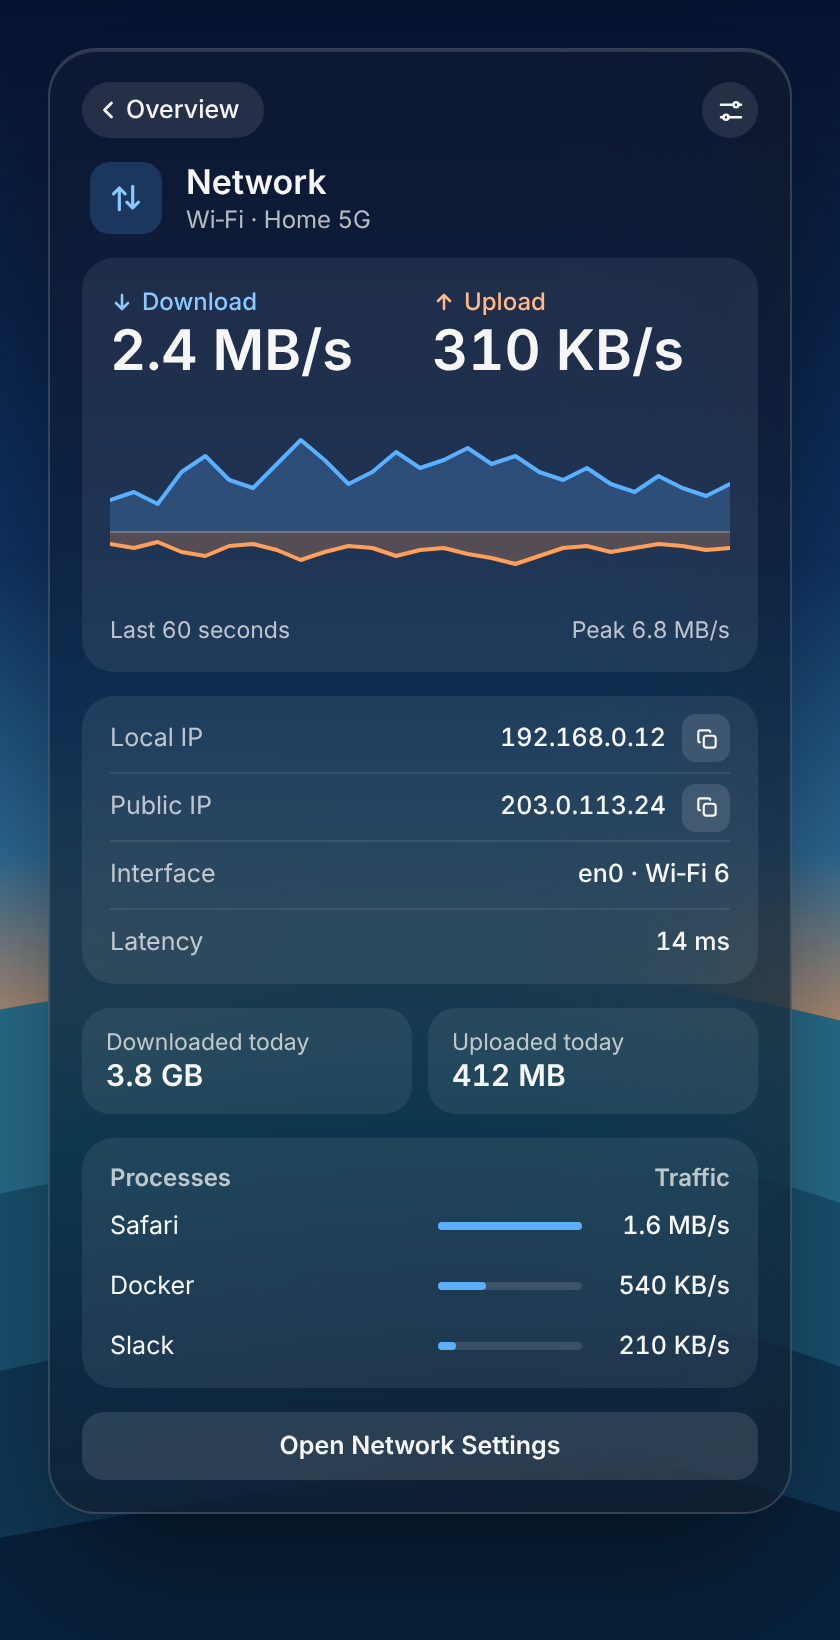 Overview
Network
Wi-Fi · Home 5G
Download
Upload
2.4 MB/s
310 KB/s
Last 60 seconds
Peak 6.8 MB/s
Local IP
192.168.0.12
Public IP
203.0.113.24
Interface
en0 · Wi-Fi 6
Latency
14 ms
Downloaded today
3.8 GB
Uploaded today
412 MB
Processes
Traffic
Safari
1.6 MB/s
Docker
540 KB/s
Slack
210 KB/s
Open Network Settings